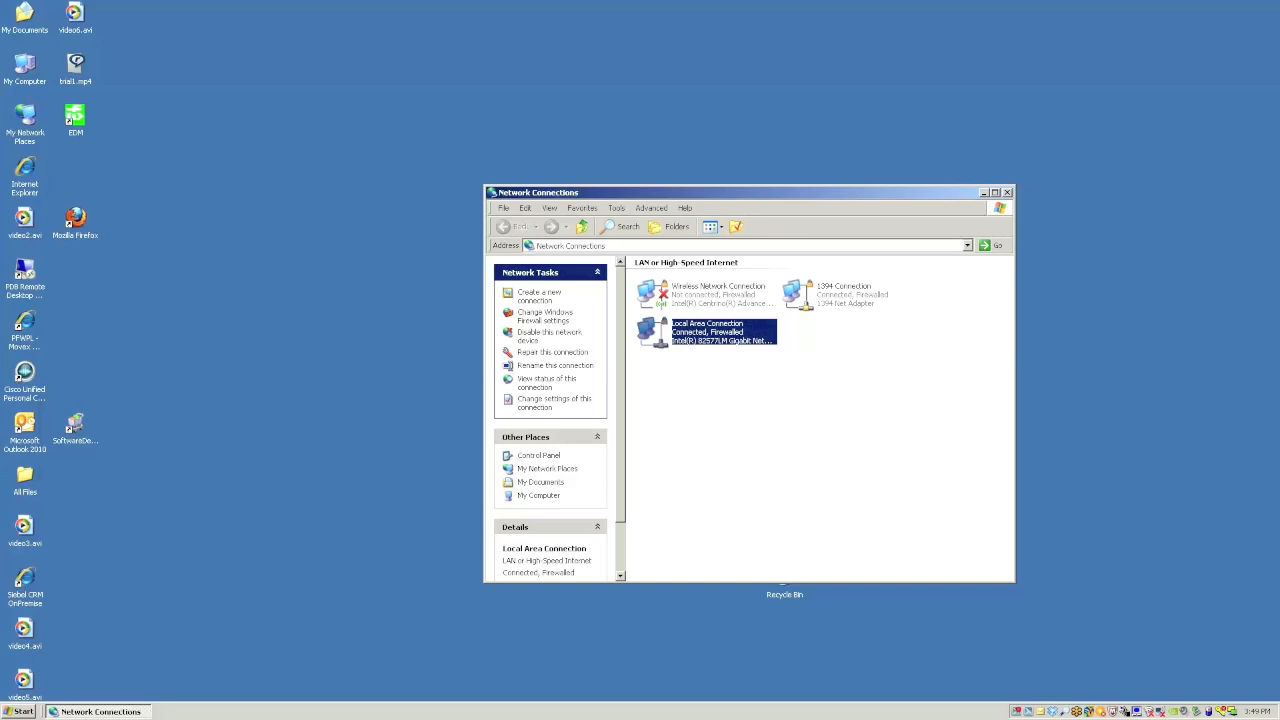 My Documents
video6.avi
My Computer
trial1.mp4
My Network
Places
EDM
Internet
Explorer
video2.avi
Mozilla Firefox
PDB Remote
Desktop ...
PFWPL -
Movex ...
Cisco Unified
Personal C...
Microsoft
Outlook 2010
SoftwareDe...
All Files
video3.avi
Siebel CRM
OnPremise
video4.avi
video5.avi
Network Connections
File Edit View Favorites Tools Advanced Help
Back Search Folders
Address Network Connections Go
Network Tasks
Create a new
connection
Change Windows
Firewall settings
Disable this network
device
Repair this connection
Rename this connection
View status of this
connection
Change settings of this
connection
Other Places
Control Panel
My Network Places
My Documents
My Computer
Details
Local Area Connection
LAN or High-Speed Internet
Connected, Firewalled
LAN or High-Speed Internet
Wireless Network Connection
Not connected, Firewalled
Intel(R) Centrino(R) Advance...
1394 Connection
Connected, Firewalled
1394 Net Adapter
Local Area Connection
Connected, Firewalled
Intel(R) 82577LM Gigabit Net...
Recycle Bin
Start
Network Connections
3:49 PM